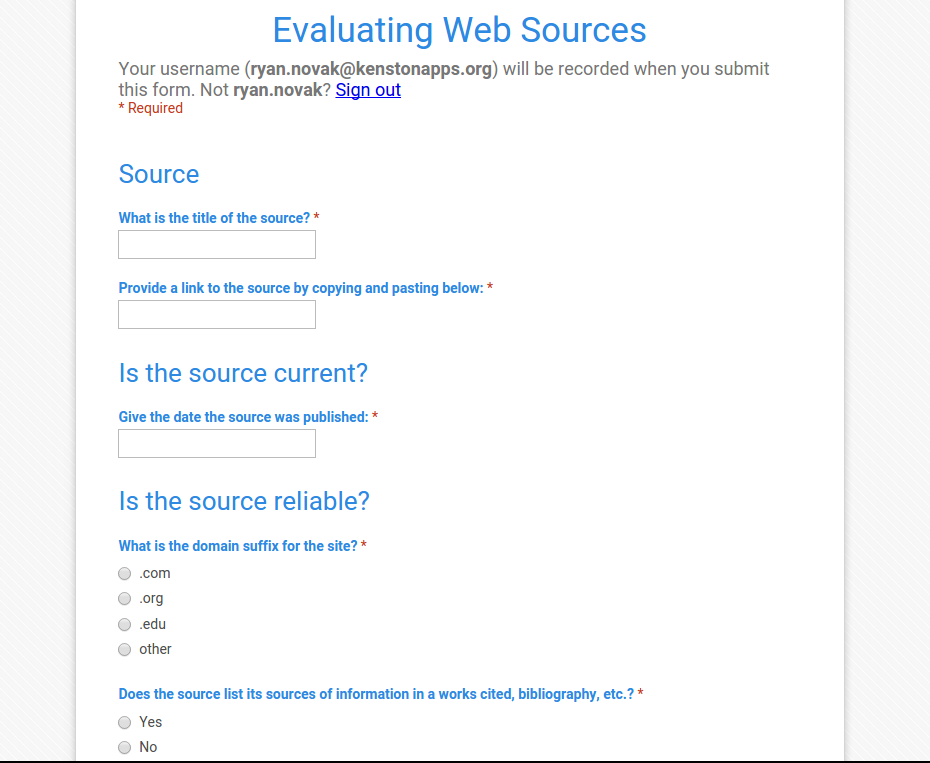 Evaluating Web Sources
Your username (ryan.novak@kenstonapps.org) will be recorded when you submit
this form. Not ryan.novak? Sign out
* Required
Source
What is the title of the source? *
Provide a link to the source by copying and pasting below: *
Is the source current?
Give the date the source was published: *
Is the source reliable?
What is the domain suffix for the site? *
.com
.org
.edu
other
Does the source list its sources of information in a works cited, bibliography, etc.? *
Yes
No